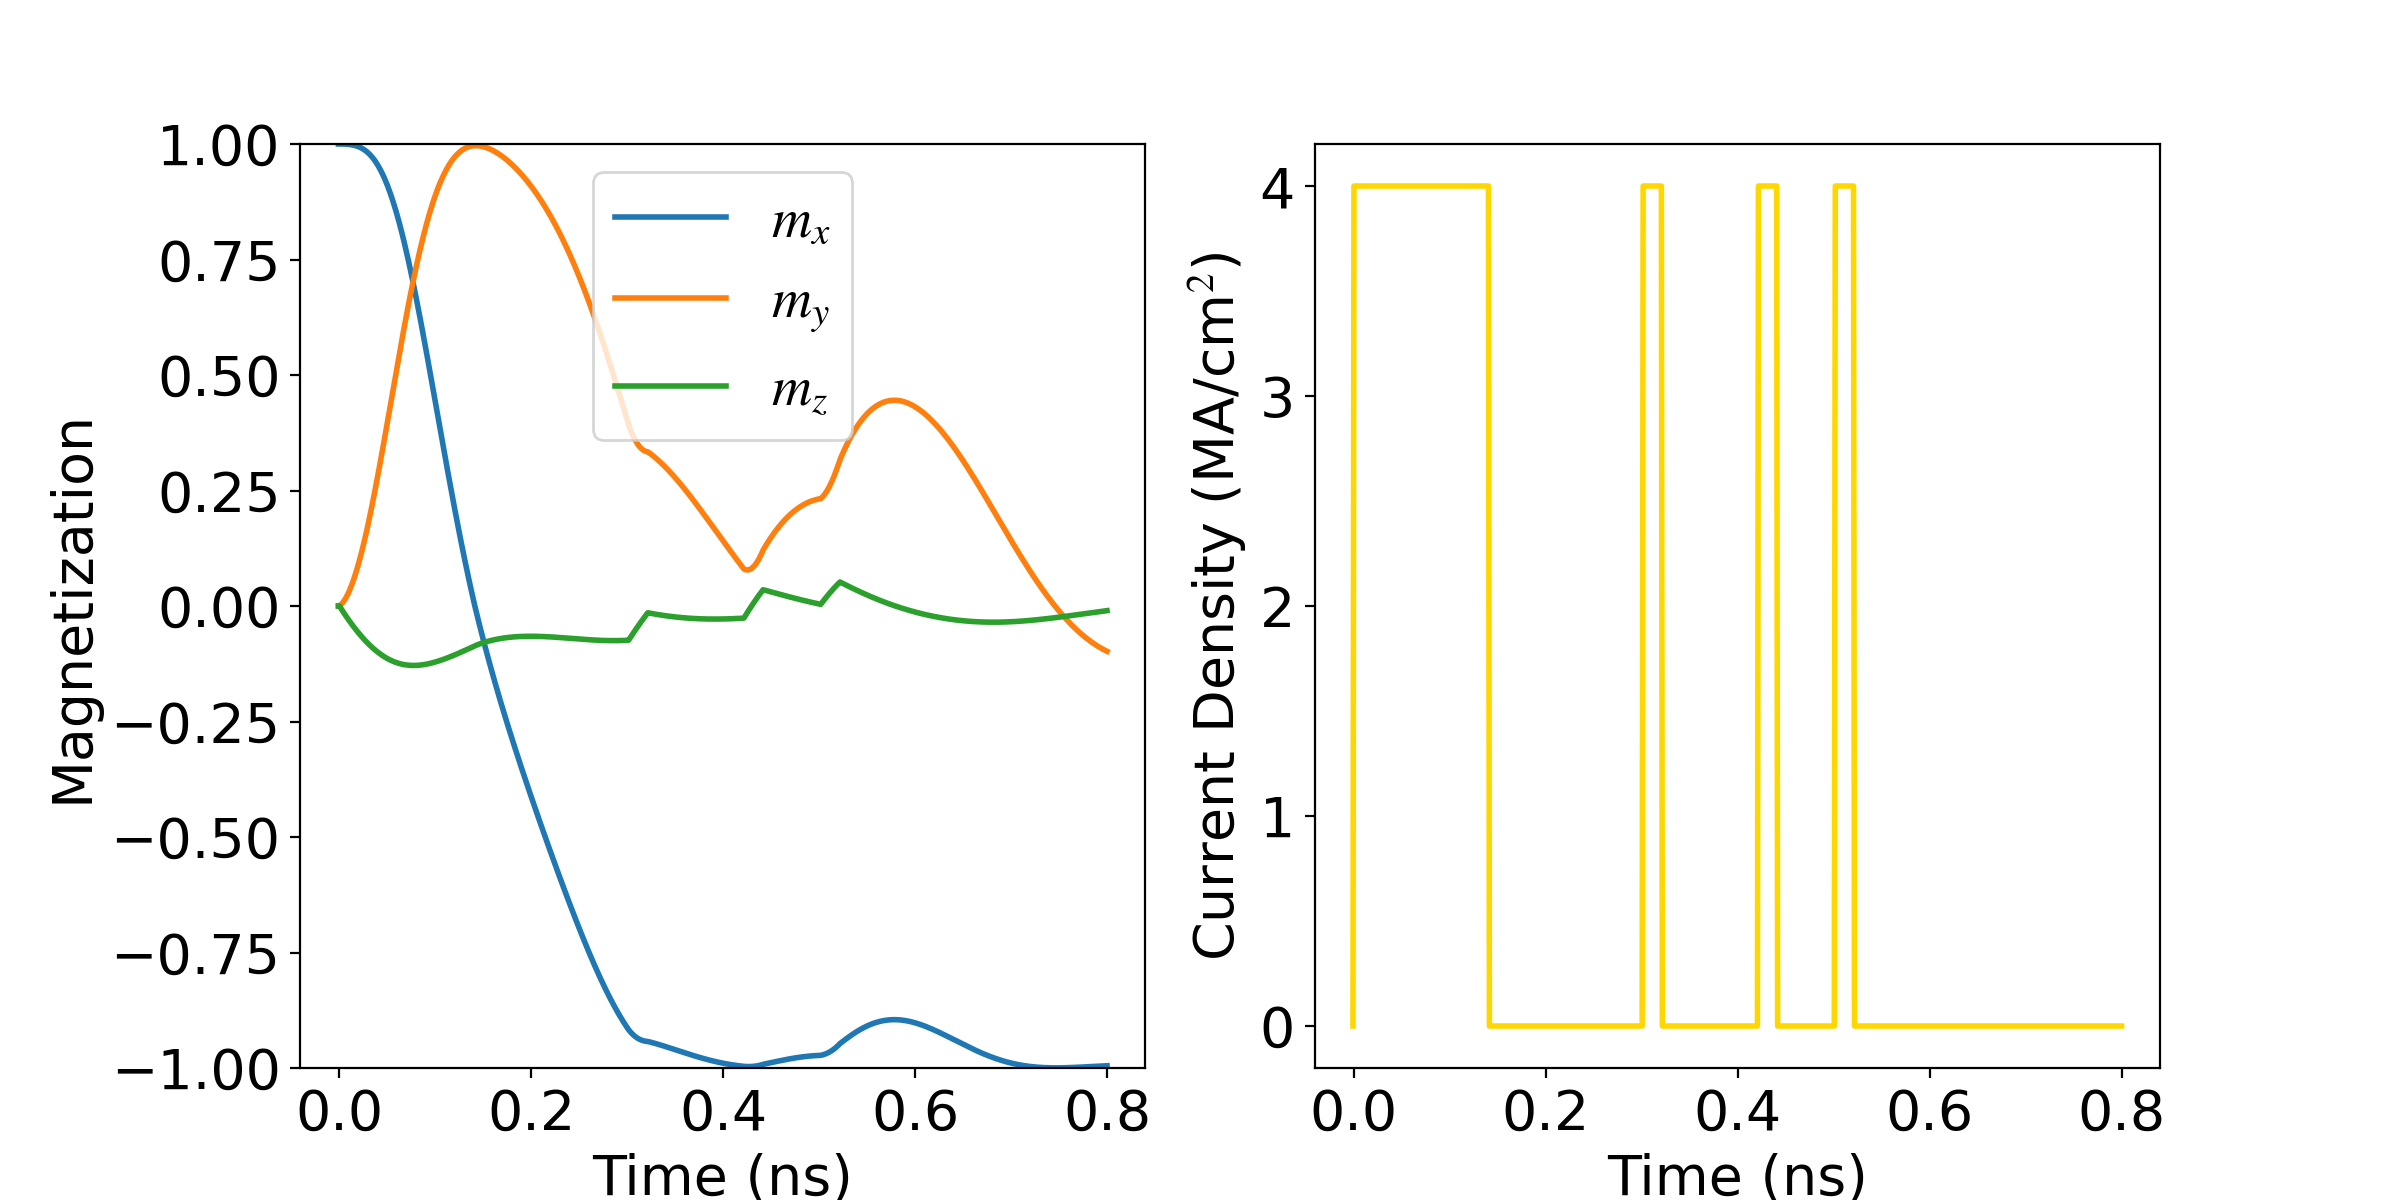 Magnetization
1.00
0.75
0.50
0.25
0.00
−0.25
−0.50
−0.75
−1.00
0.0 0.2 0.4 0.6 0.8
Time (ns)
m_x
m_y
m_z
Current Density (MA/cm²)
4
3
2
1
0
0.0 0.2 0.4 0.6 0.8
Time (ns)